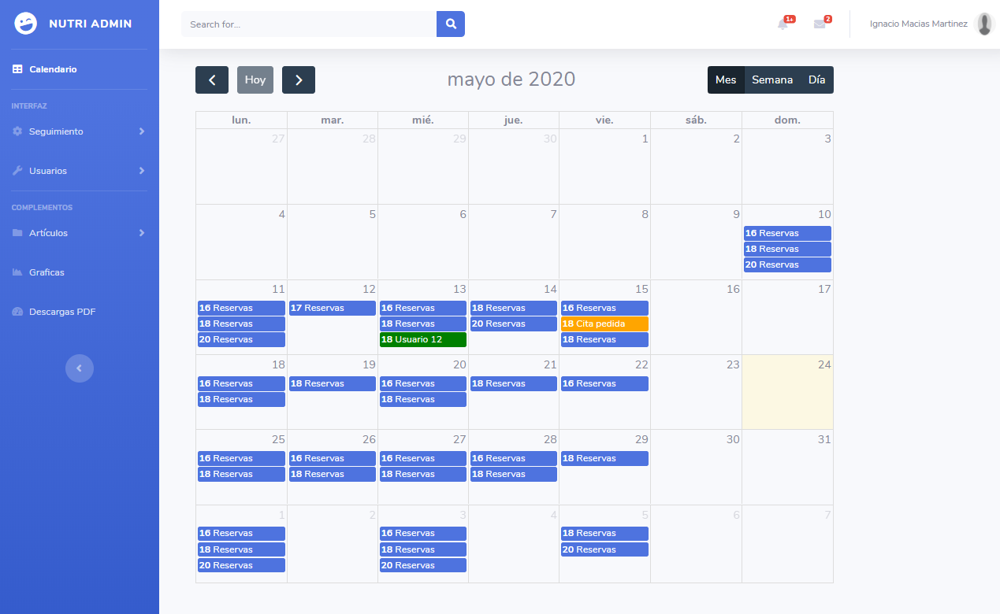 NUTRI ADMIN
Calendario
INTERFAZ
Seguimiento
Usuarios
COMPLEMENTOS
Artículos
Graficas
Descargas PDF
Search for...
1+
2
Ignacio Macias Martinez
Hoy
mayo de 2020
Mes Semana Día
lun. mar. mié. jue. vie. sáb. dom.
27 28 29 30 1 2 3
4 5 6 7 8 9 10
16 Reservas
18 Reservas
20 Reservas
11 12 13 14 15 16 17
16 Reservas 17 Reservas 16 Reservas 18 Reservas 16 Reservas
18 Reservas 18 Reservas 20 Reservas 18 Cita pedida
20 Reservas 18 Usuario 12 18 Reservas
18 19 20 21 22 23 24
16 Reservas 18 Reservas 16 Reservas 18 Reservas 16 Reservas
18 Reservas 18 Reservas
25 26 27 28 29 30 31
16 Reservas 16 Reservas 16 Reservas 16 Reservas 18 Reservas
18 Reservas 18 Reservas 18 Reservas 18 Reservas
1 2 3 4 5 6 7
16 Reservas 16 Reservas 18 Reservas
18 Reservas 18 Reservas 20 Reservas
20 Reservas 20 Reservas